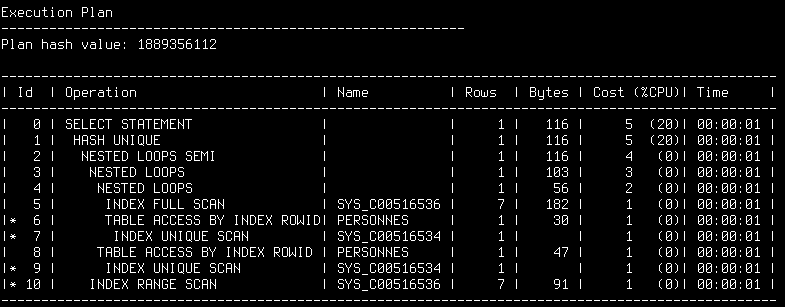 Execution Plan
----------------------------------------------------------
Plan hash value: 1889356112

-------------------------------------------------------------------------------------------------
| Id  | Operation                       | Name          | Rows  | Bytes | Cost (%CPU)| Time     |
-------------------------------------------------------------------------------------------------
|   0 | SELECT STATEMENT                |               |     1 |   116 |     5  (20)| 00:00:01 |
|   1 |  HASH UNIQUE                    |               |     1 |   116 |     5  (20)| 00:00:01 |
|   2 |   NESTED LOOPS SEMI             |               |     1 |   116 |     4   (0)| 00:00:01 |
|   3 |    NESTED LOOPS                 |               |     1 |   103 |     3   (0)| 00:00:01 |
|   4 |     NESTED LOOPS                |               |     1 |    56 |     2   (0)| 00:00:01 |
|   5 |      INDEX FULL SCAN            | SYS_C00516536 |     7 |   182 |     1   (0)| 00:00:01 |
|*  6 |      TABLE ACCESS BY INDEX ROWID| PERSONNES     |     1 |    30 |     1   (0)| 00:00:01 |
|*  7 |       INDEX UNIQUE SCAN         | SYS_C00516534 |     1 |       |     1   (0)| 00:00:01 |
|   8 |     TABLE ACCESS BY INDEX ROWID | PERSONNES     |     1 |    47 |     1   (0)| 00:00:01 |
|*  9 |      INDEX UNIQUE SCAN          | SYS_C00516534 |     1 |       |     1   (0)| 00:00:01 |
|* 10 |    INDEX RANGE SCAN             | SYS_C00516536 |     7 |    91 |     1   (0)| 00:00:01 |
-------------------------------------------------------------------------------------------------